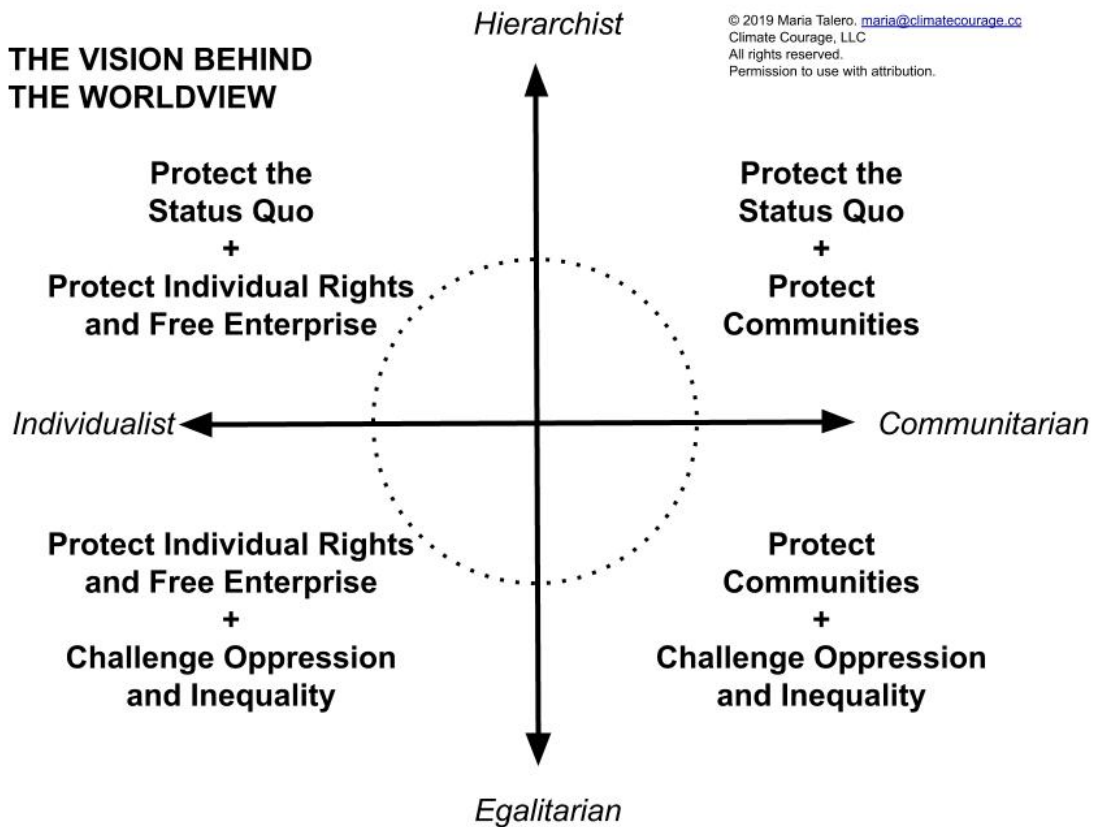 Hierarchist
© 2019 Maria Talero. maria@climatecourage.cc
Climate Courage, LLC
All rights reserved.
Permission to use with attribution.
THE VISION BEHIND
THE WORLDVIEW
Protect the
Status Quo
+
Protect Individual Rights
and Free Enterprise
Protect the
Status Quo
+
Protect
Communities
Individualist
Communitarian
Protect Individual Rights
and Free Enterprise
+
Challenge Oppression
and Inequality
Protect
Communities
+
Challenge Oppression
and Inequality
Egalitarian